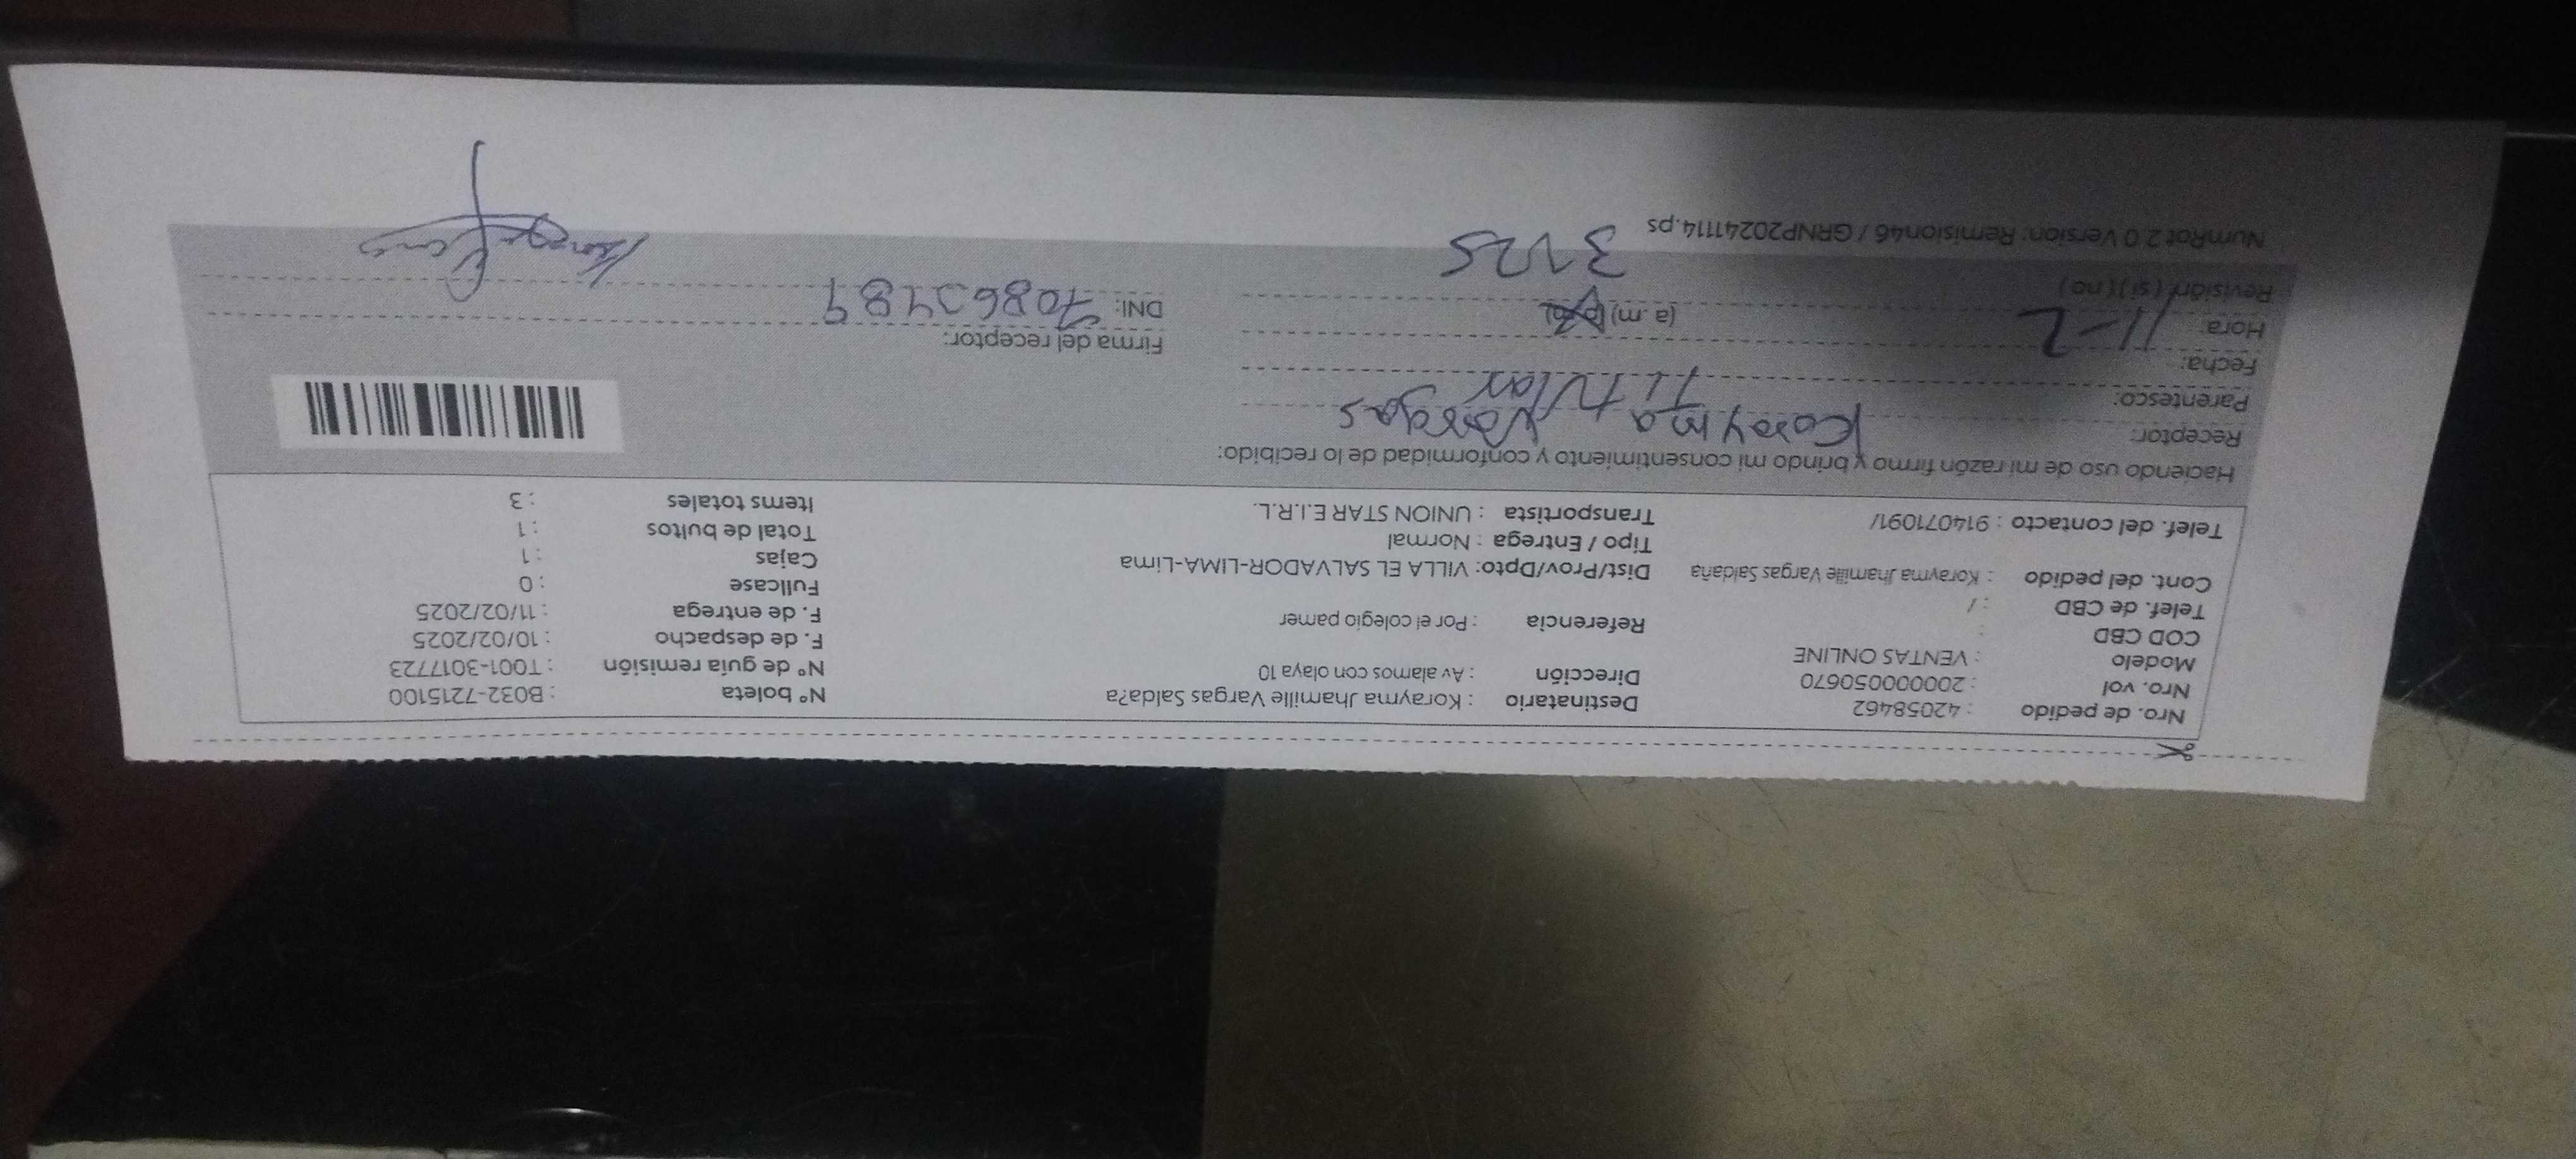 Nro. de pedido : 42058462
Nro. vol : 2000000050670
Modelo : VENTAS ONLINE
COD CBD :
Telef. de CBD : /
Cont. del pedido : Korayma Jhamille Vargas Saldaña
Telef. del contacto : 914071091/
Destinatario : Korayma Jhamille Vargas Salda?a
Dirección : Av alamos con olaya 10
Referencia : Por el colegio pamer
Dist/Prov/Dpto: VILLA EL SALVADOR-LIMA-Lima
Tipo / Entrega : Normal
Transportista : UNION STAR E.I.R.L.
N° boleta : B032-7215100
N° de guía remisión : T001-3017723
F. de despacho : 10/02/2025
F. de entrega : 11/02/2025
Fullcase : 0
Cajas : 1
Total de bultos : 1
Items totales : 3
Haciendo uso de mi razón firmo y brindo mi consentimiento y conformidad de lo recibido:
Receptor: Korayma Vargas
Parentesco: Titular
Fecha:
Hora: 11-2 (a.m)
Revisión: (si) (no)
Firma del receptor:
DNI:
NumRot 2.0 Version: Remision46 / GRNP20241114.ps